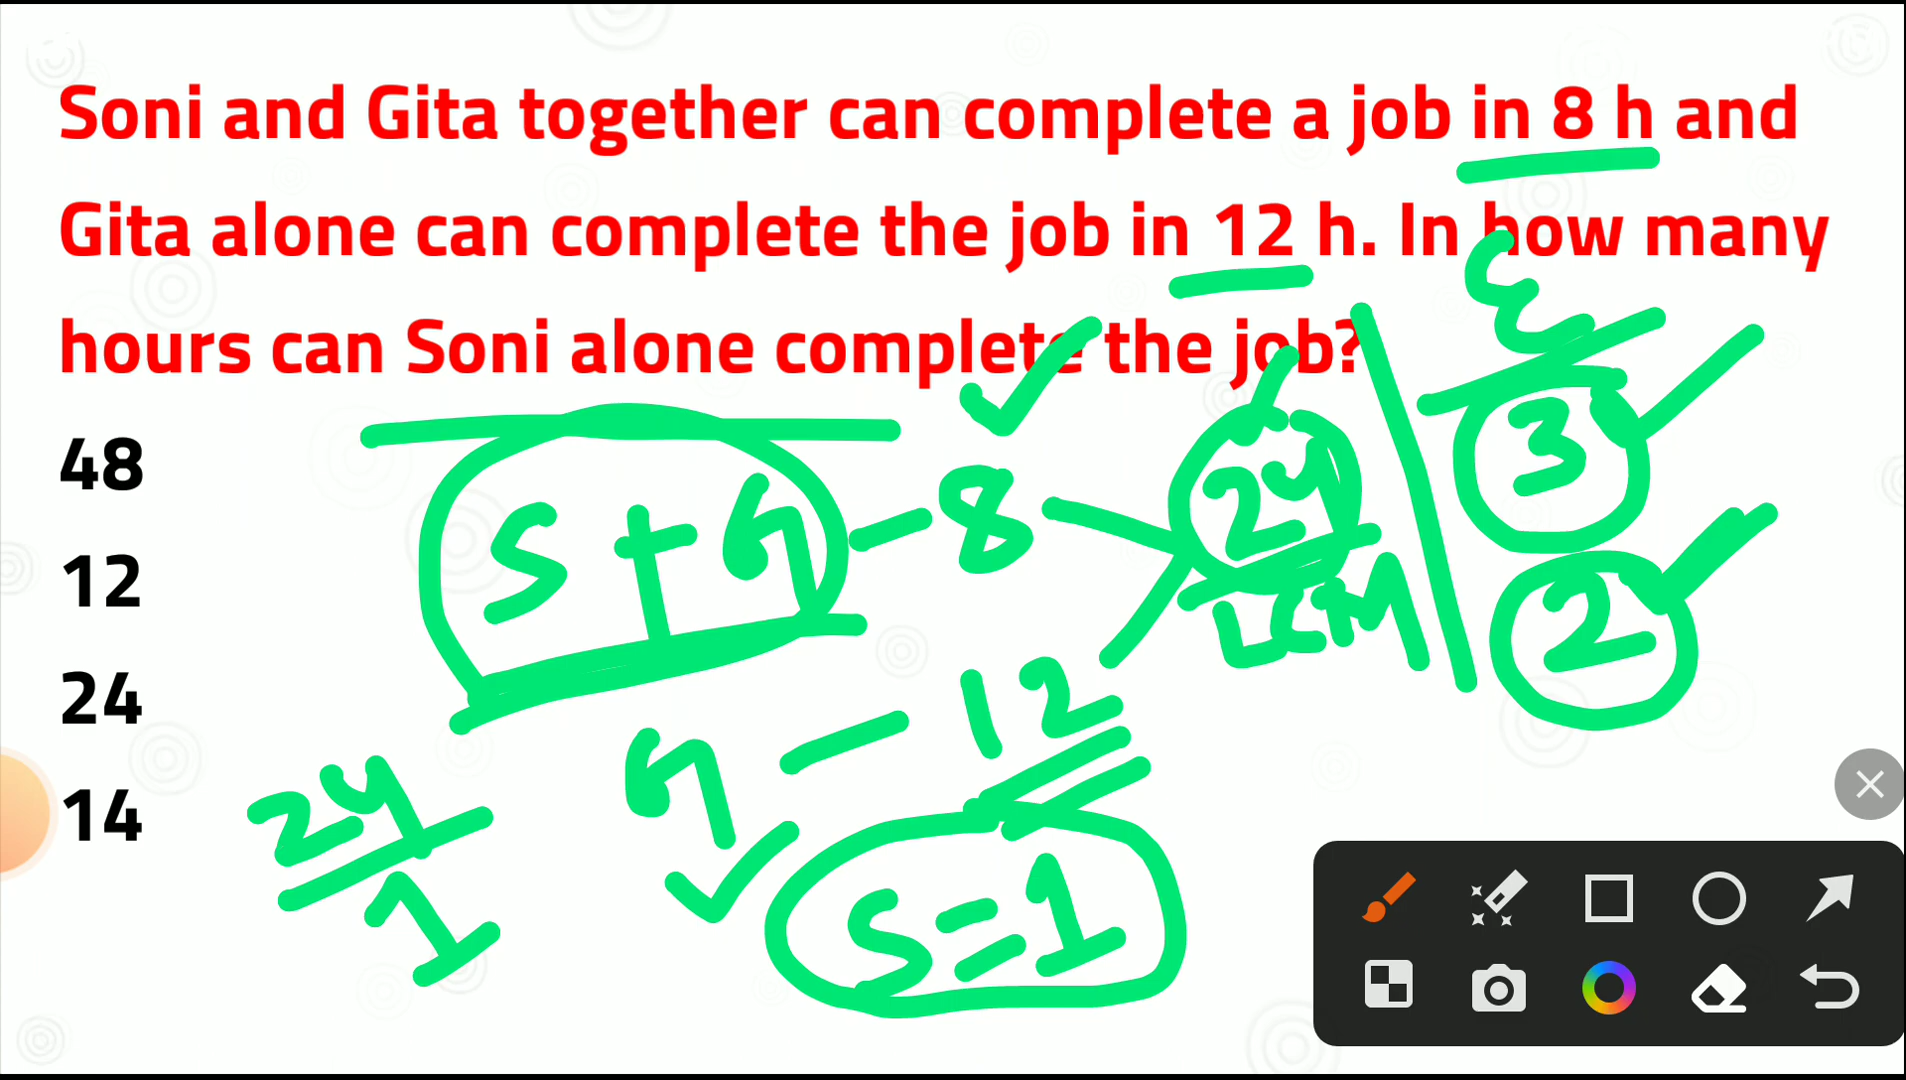 Soni and Gita together can complete a job in 8 h and
Gita alone can complete the job in 12 h. In how many
hours can Soni alone complete the job?
48
12
24
14
S + G - 8
24
LCM
G - 12
S = 1
24
1
3
2